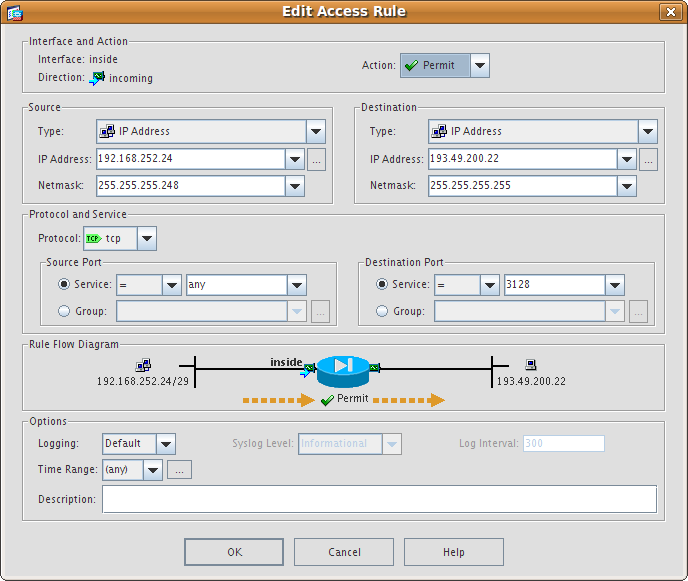 Edit Access Rule
Interface and Action
Interface: inside
Direction: incoming
Action: Permit
Source
Type: IP Address
IP Address: 192.168.252.24 ...
Netmask: 255.255.255.248
Destination
Type: IP Address
IP Address: 193.49.200.22 ...
Netmask: 255.255.255.255
Protocol and Service
Protocol: TCP tcp
Source Port
Service: = any
Group: ...
Destination Port
Service: = 3128
Group: ...
Rule Flow Diagram
inside
192.168.252.24/29
193.49.200.22
Permit
Options
Logging: Default
Syslog Level: Informational
Log Interval: 300
Time Range: (any) ...
Description:
OK
Cancel
Help